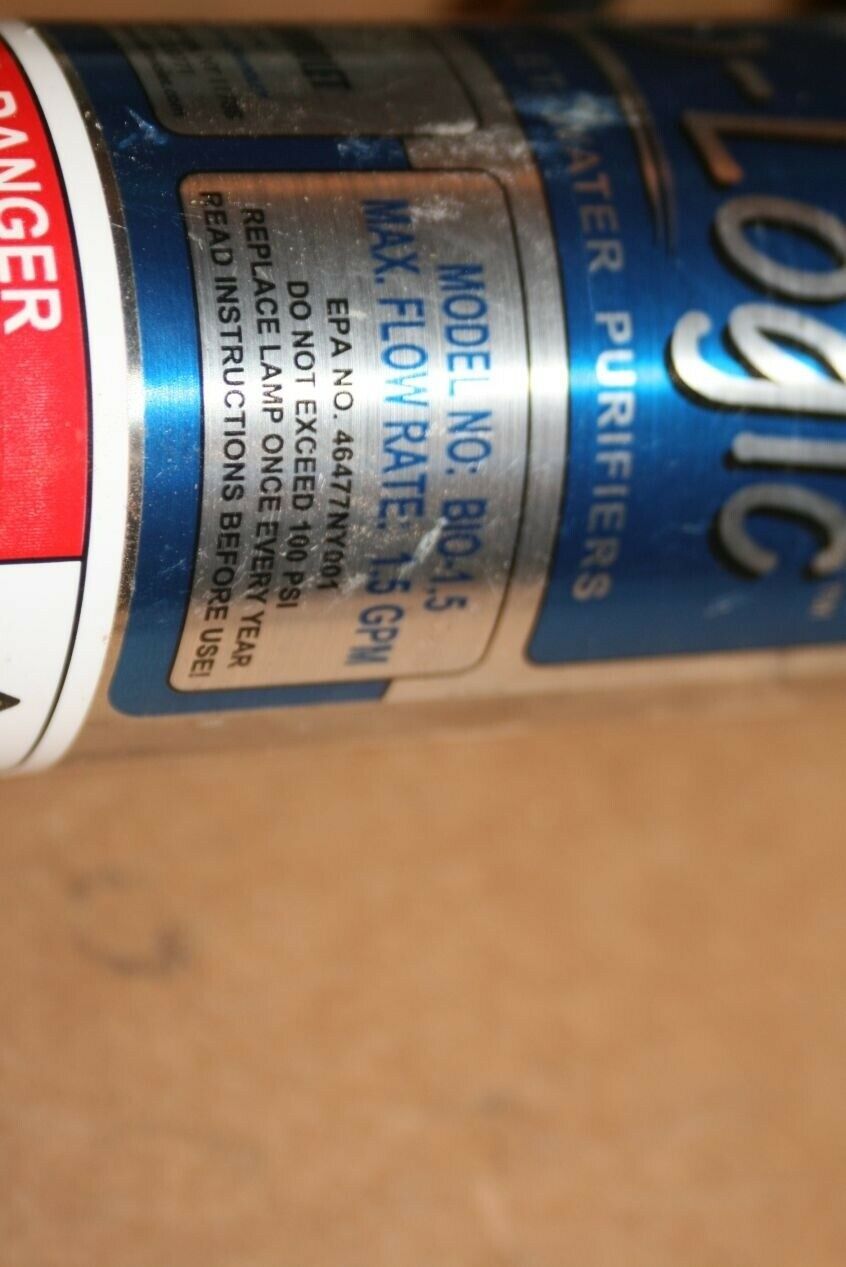 Logic™
WATER PURIFIERS
MODEL NO: BIO-1.5
MAX. FLOW RATE: 1.5 GPM
EPA NO. 46477NY001
DO NOT EXCEED 100 PSI
REPLACE LAMP ONCE EVERY YEAR
READ INSTRUCTIONS BEFORE USE!
DANGER